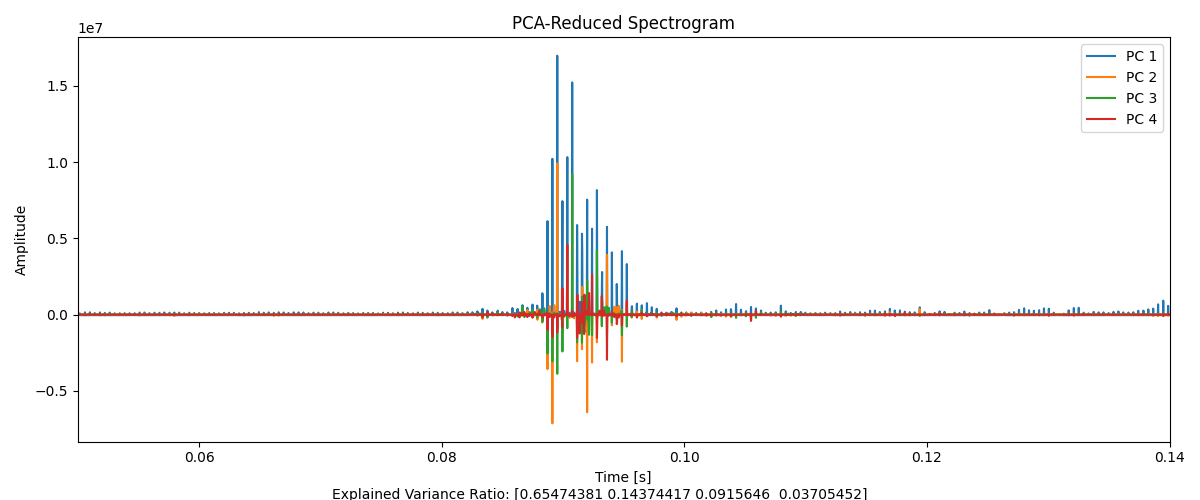 PCA-Reduced Spectrogram
1e7
PC 1
PC 2
PC 3
PC 4
1.5
1.0
0.5
0.0
−0.5
Amplitude
0.06
0.08
0.10
0.12
0.14
Time [s]
Explained Variance Ratio: [0.65474381 0.14374417 0.0915646  0.03705452]